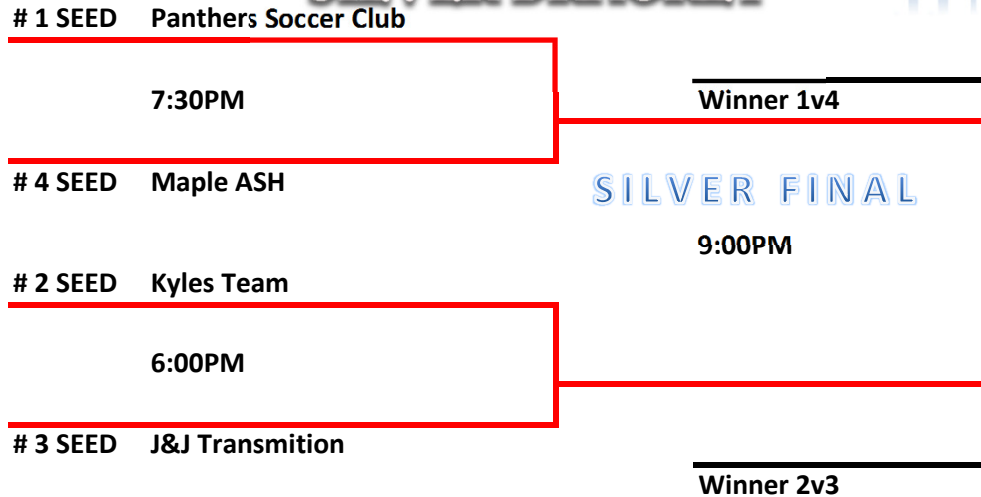 # 1 SEED Panthers Soccer Club
7:30PM
Winner 1v4
# 4 SEED Maple ASH
SILVER FINAL
9:00PM
# 2 SEED Kyles Team
6:00PM
# 3 SEED J&J Transmition
Winner 2v3